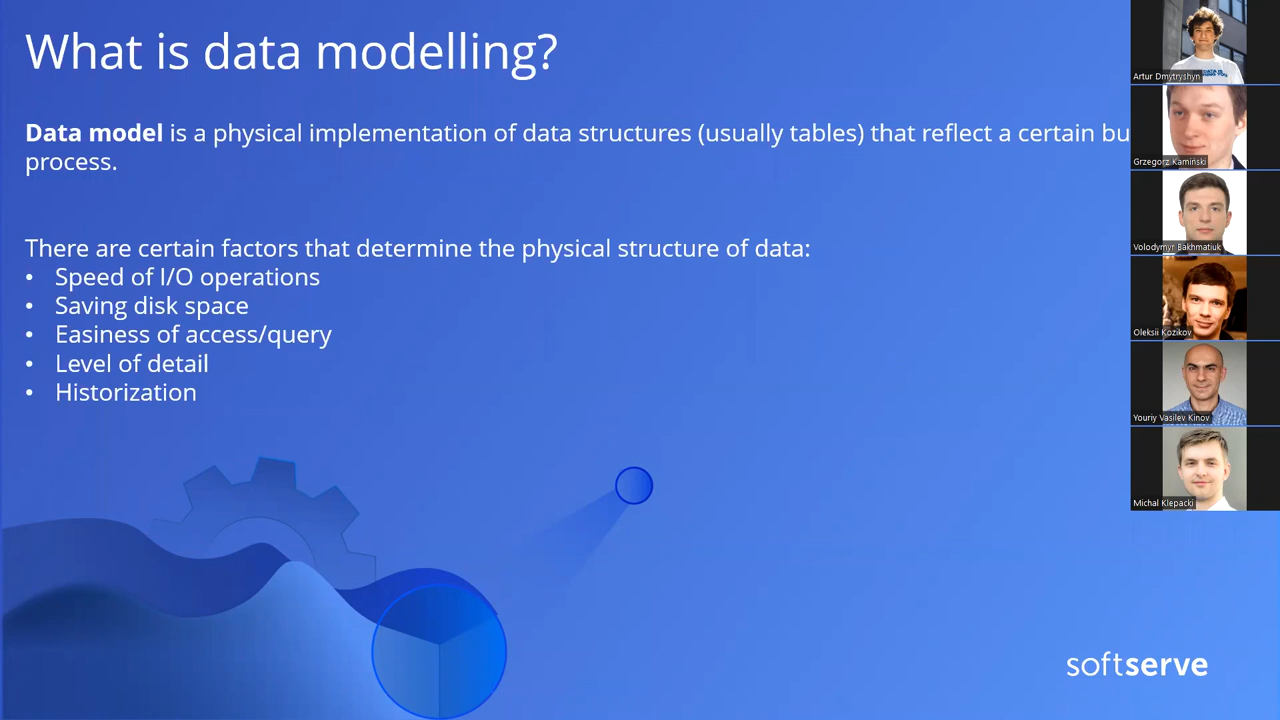 What is data modelling?
Data model is a physical implementation of data structures (usually tables) that reflect a certain bu
process.
There are certain factors that determine the physical structure of data:
• Speed of I/O operations
• Saving disk space
• Easiness of access/query
• Level of detail
• Historization
softserve
Artur Dmytryshyn
Grzegorz Kamiński
Volodymyr Bakhmatiuk
Oleksii Kozikov
Youriy Vasilev Kinov
Michal Klepacki